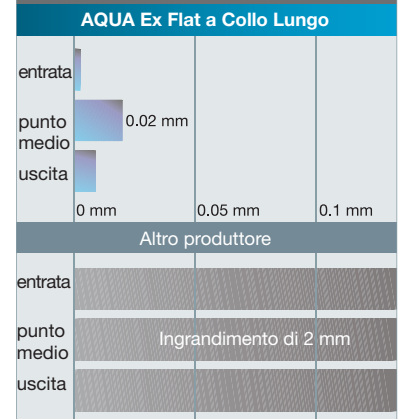 AQUA Ex Flat a Collo Lungo
entrata
punto
medio
0.02 mm
uscita
0 mm 0.05 mm 0.1 mm
Altro produttore
entrata
punto
medio
Ingrandimento di 2 mm
uscita